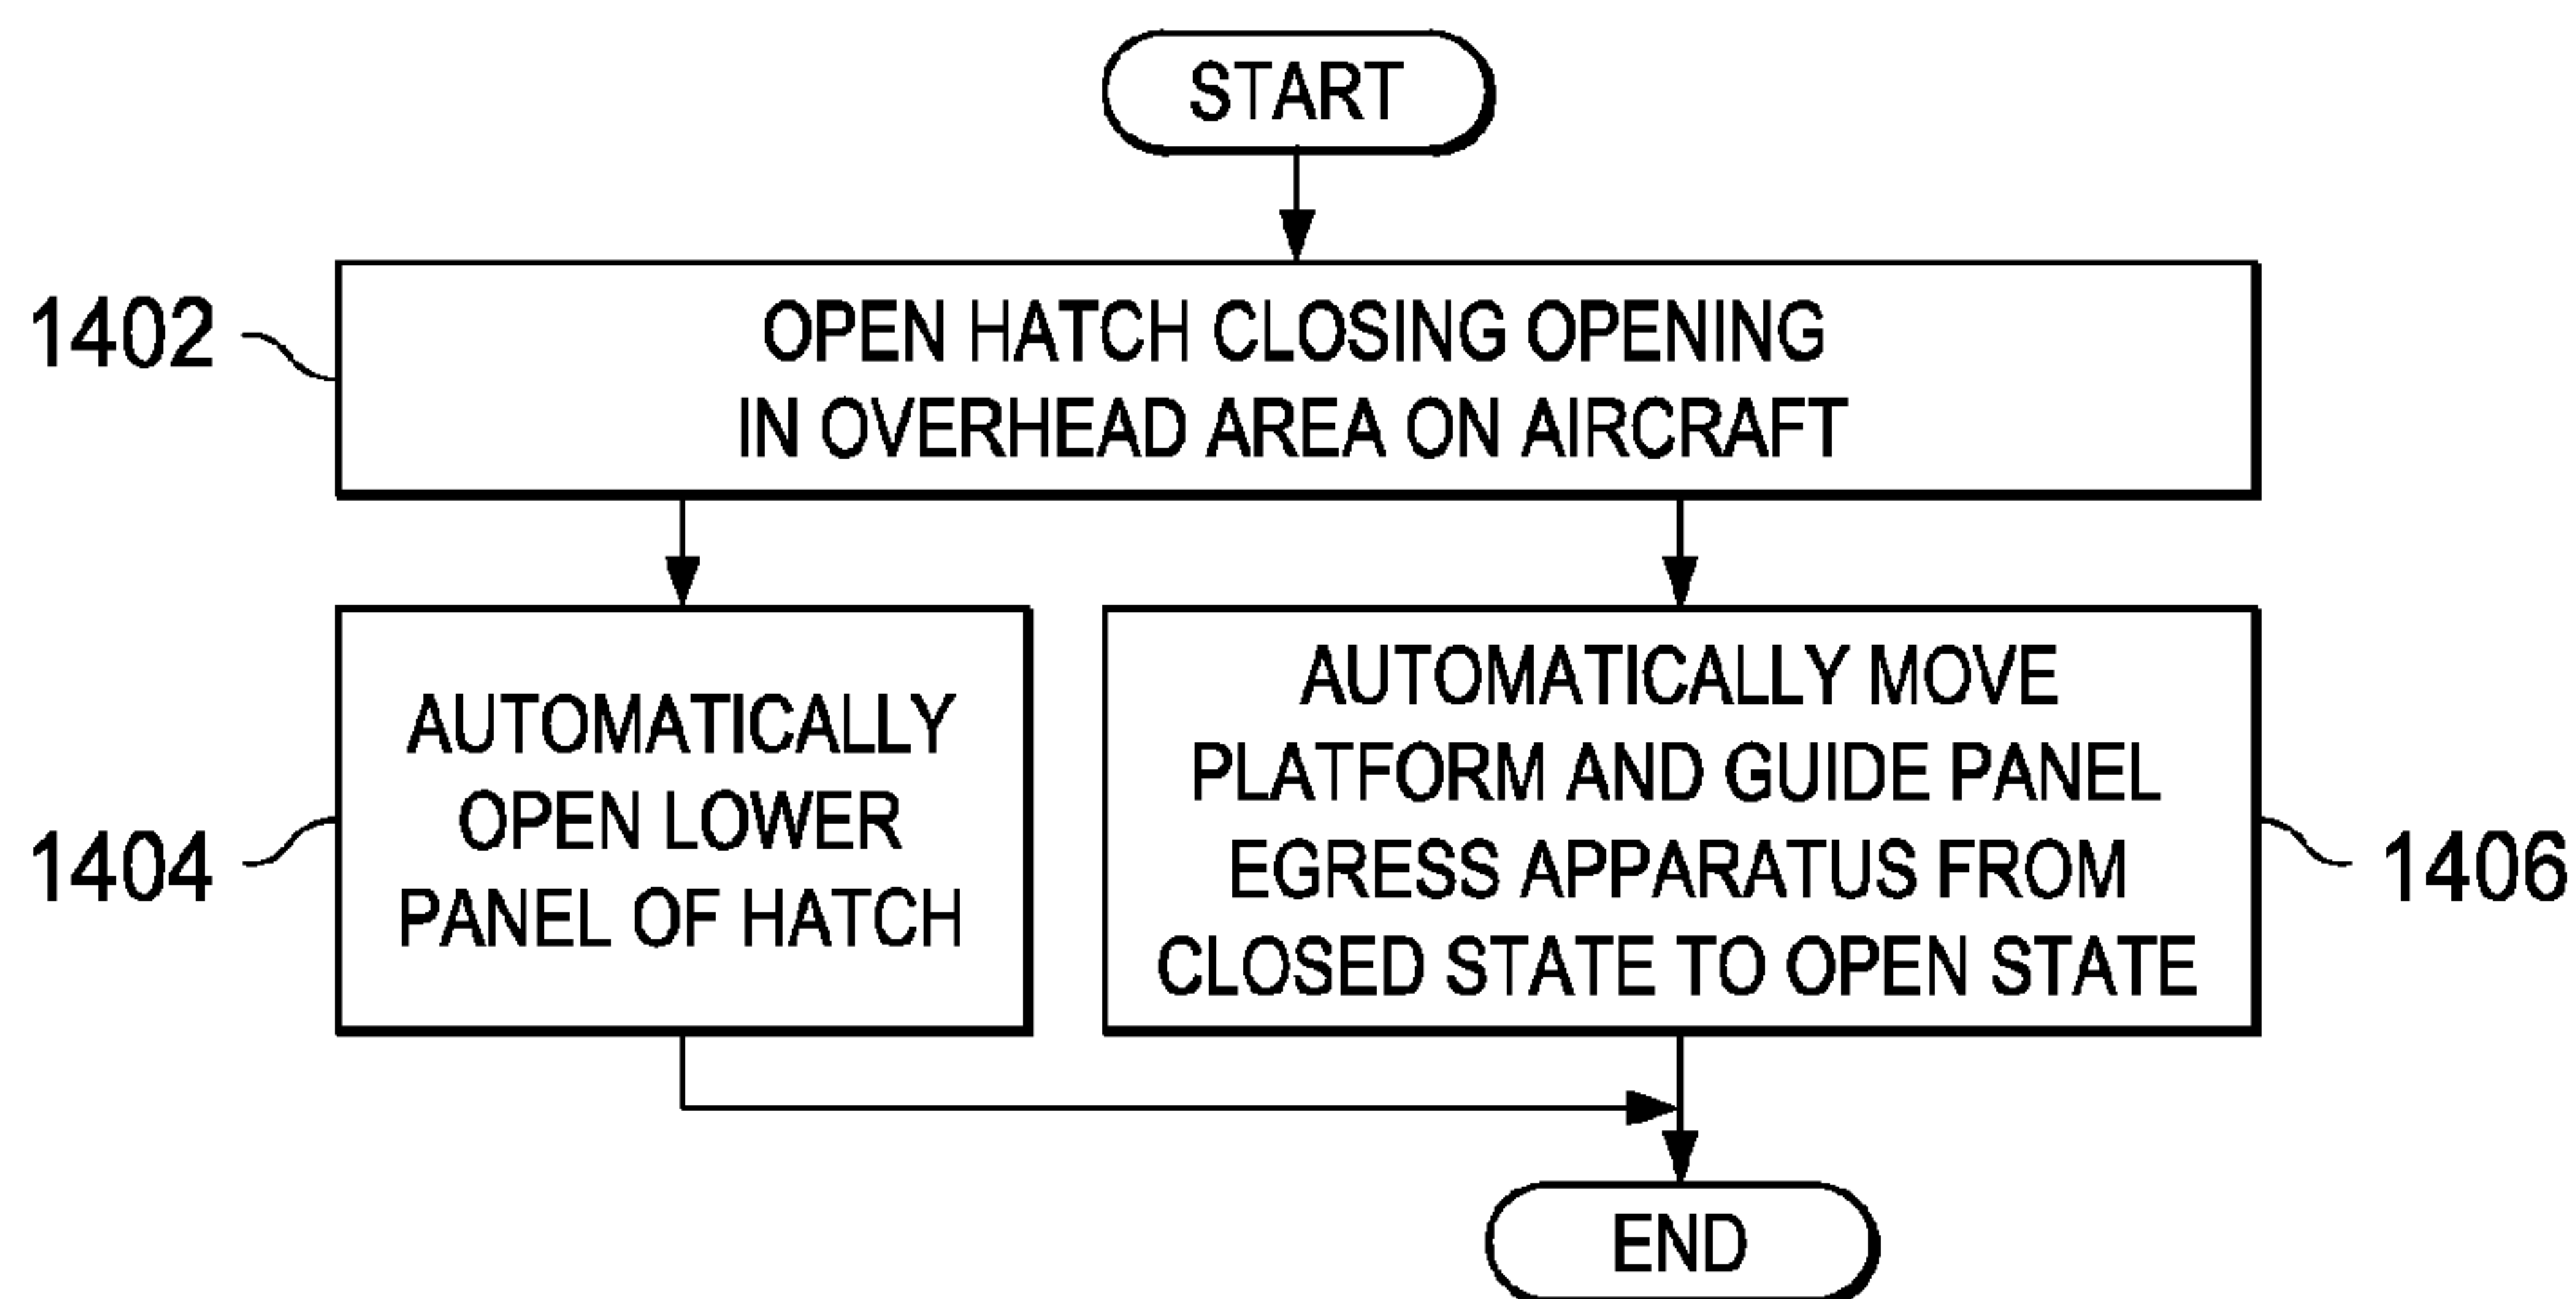 START
1402
OPEN HATCH CLOSING OPENING
IN OVERHEAD AREA ON AIRCRAFT
1404
AUTOMATICALLY
OPEN LOWER
PANEL OF HATCH
AUTOMATICALLY MOVE
PLATFORM AND GUIDE PANEL
EGRESS APPARATUS FROM
CLOSED STATE TO OPEN STATE
1406
END